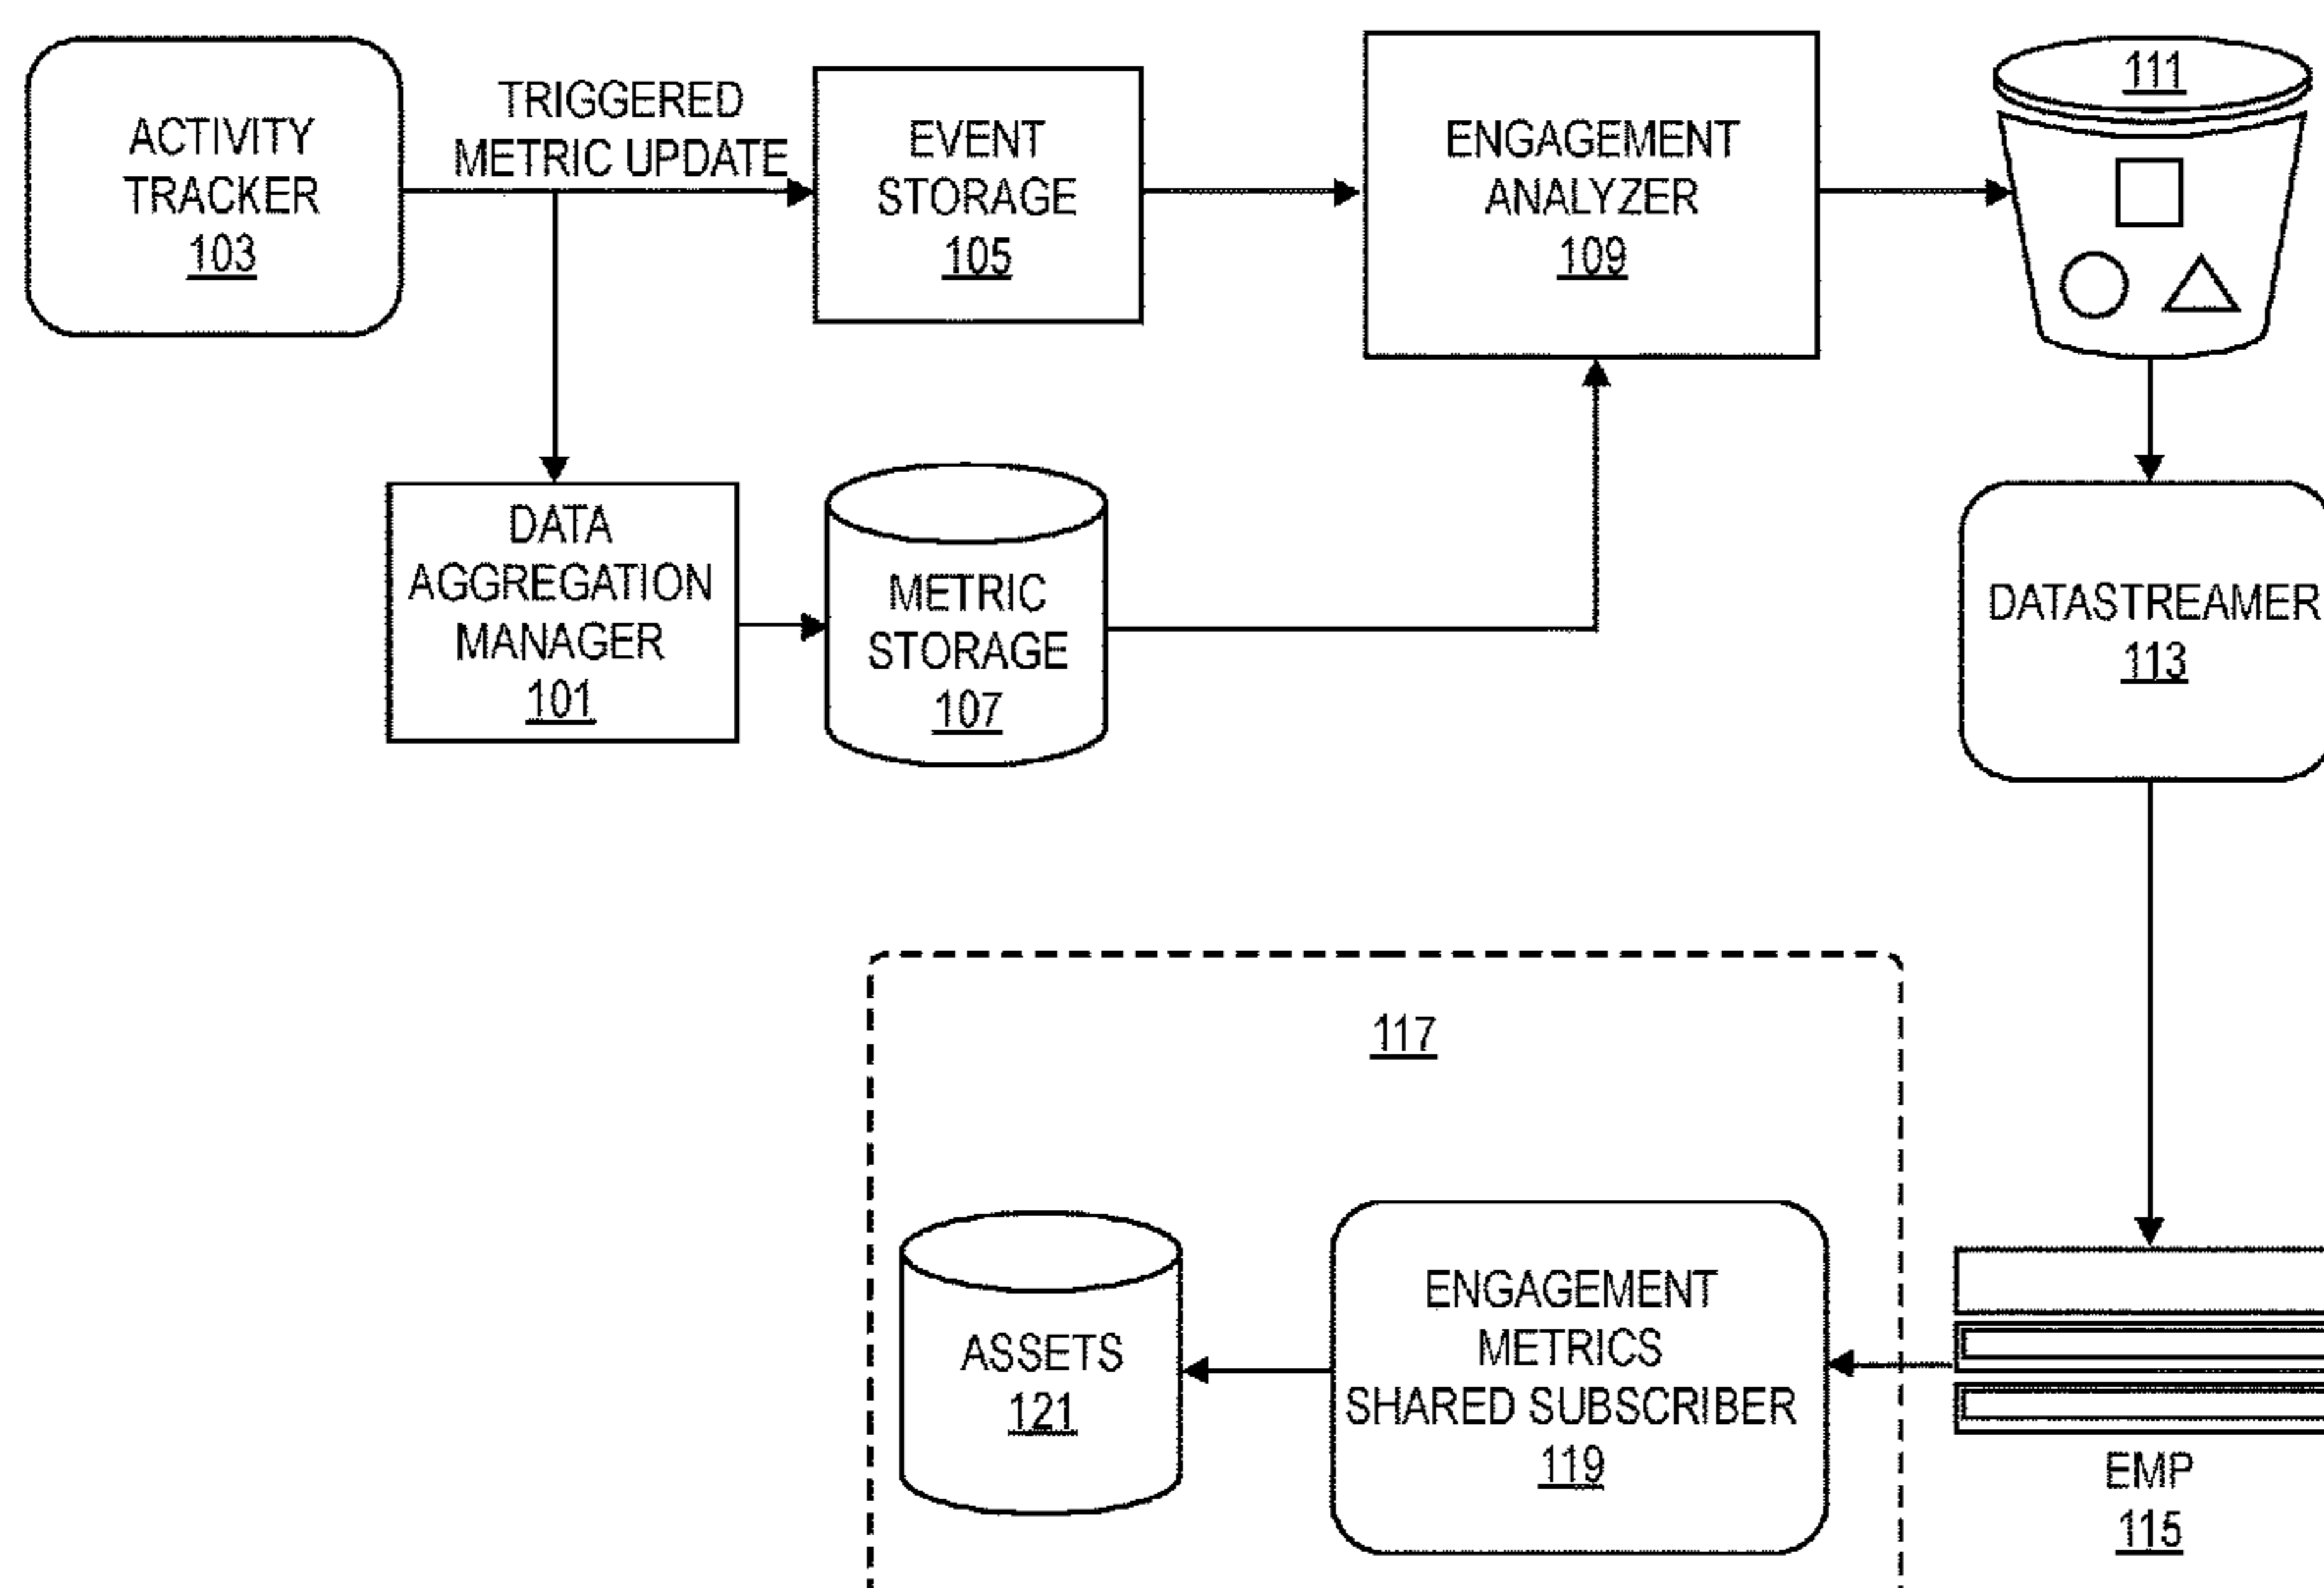 ACTIVITY
TRACKER
103
TRIGGERED
METRIC UPDATE
EVENT
STORAGE
105
ENGAGEMENT
ANALYZER
109
111
DATA
AGGREGATION
MANAGER
101
METRIC
STORAGE
107
DATASTREAMER
113
117
ASSETS
121
ENGAGEMENT
METRICS
SHARED SUBSCRIBER
119
EMP
115